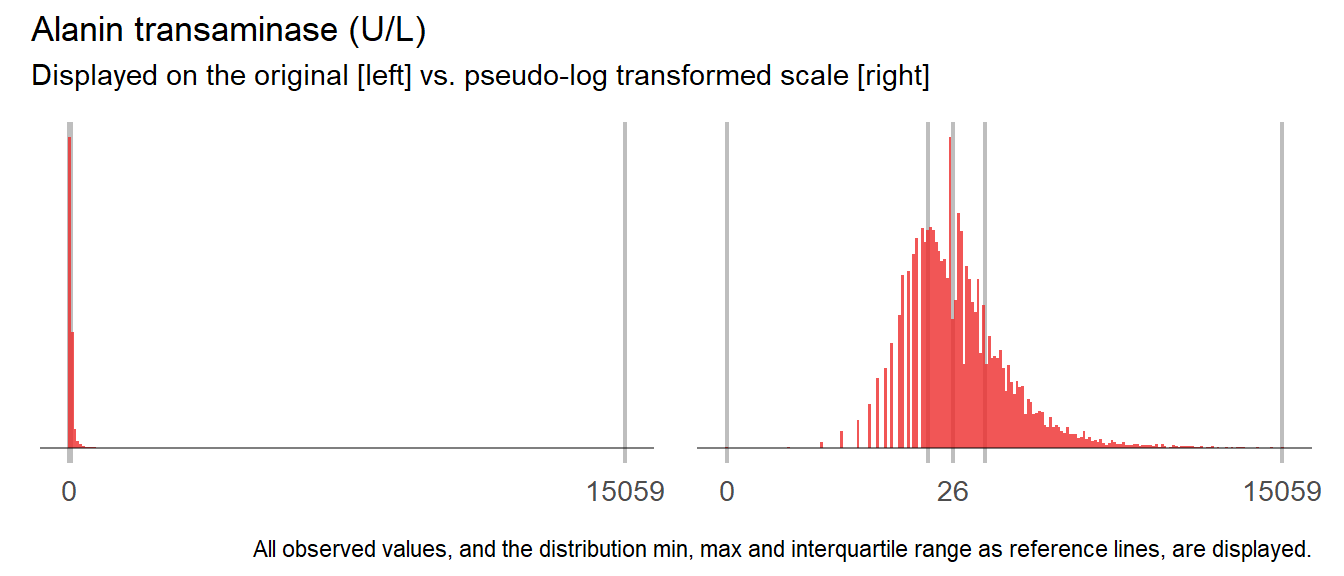 Alanin transaminase (U/L)
Displayed on the original [left] vs. pseudo-log transformed scale [right]
0 15059 0 26 15059
All observed values, and the distribution min, max and interquartile range as reference lines, are displayed.